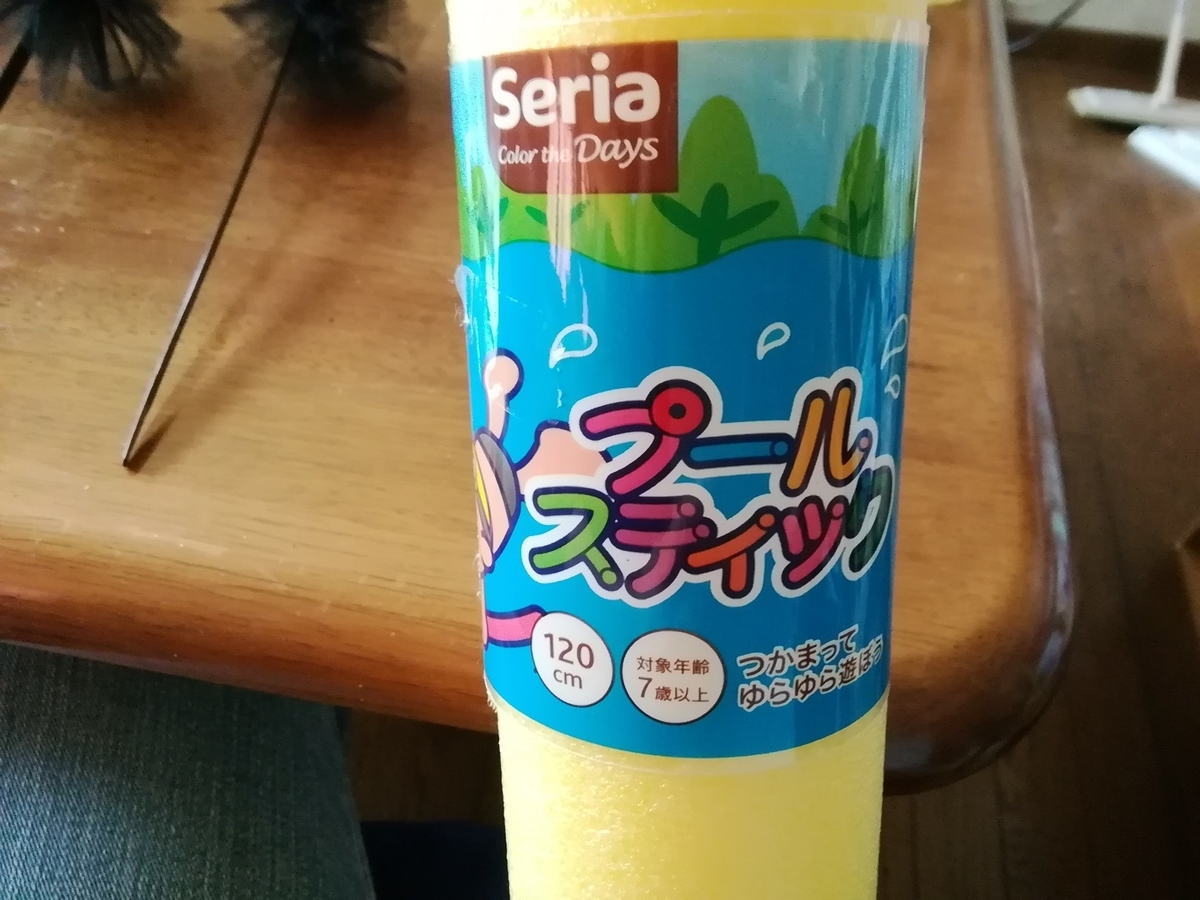 Seria
Color the Days
プール
スティック
120
cm
対象年齢
7歳以上
つかまって
ゆらゆら遊ぼう